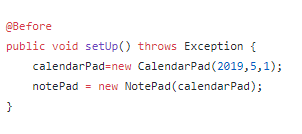 @Before
public void setUp() throws Exception {
    calendarPad=new CalendarPad(2019,5,1);
    notePad = new NotePad(calendarPad);
}